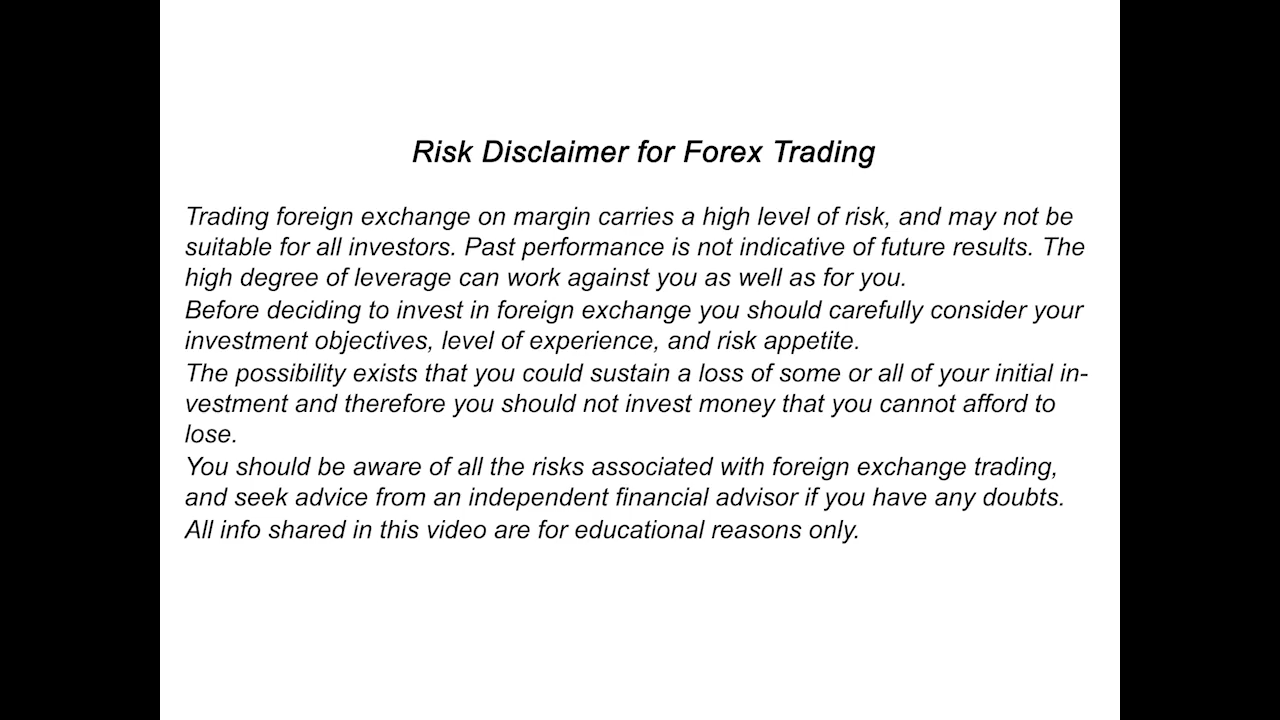 Risk Disclaimer for Forex Trading
Trading foreign exchange on margin carries a high level of risk, and may not be
suitable for all investors. Past performance is not indicative of future results. The
high degree of leverage can work against you as well as for you.
Before deciding to invest in foreign exchange you should carefully consider your
investment objectives, level of experience, and risk appetite.
The possibility exists that you could sustain a loss of some or all of your initial in-
vestment and therefore you should not invest money that you cannot afford to
lose.
You should be aware of all the risks associated with foreign exchange trading,
and seek advice from an independent financial advisor if you have any doubts.
All info shared in this video are for educational reasons only.